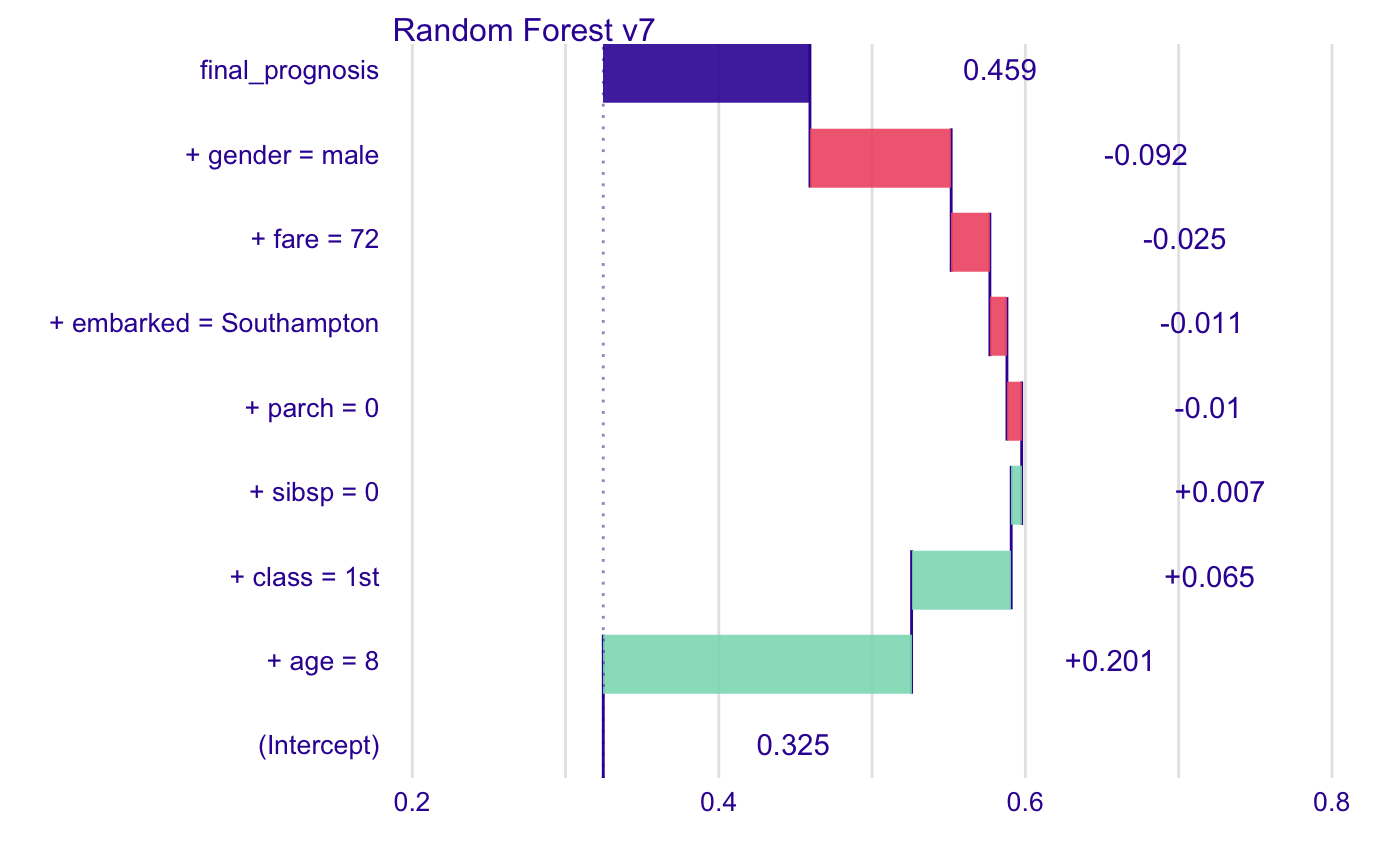 Random Forest v7
final_prognosis 0.459
+ gender = male -0.092
+ fare = 72 -0.025
+ embarked = Southampton -0.011
+ parch = 0 -0.01
+ sibsp = 0 +0.007
+ class = 1st +0.065
+ age = 8 +0.201
(Intercept) 0.325
0.2 0.4 0.6 0.8